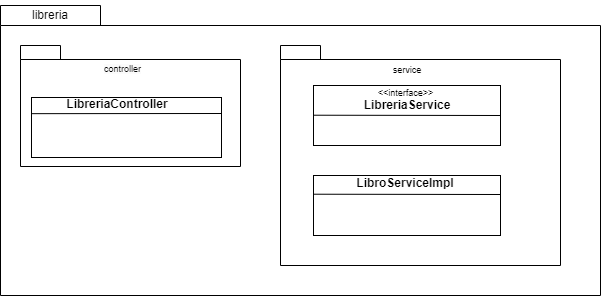 libreria
controller
LibreriaController
service
<<interface>>
LibreriaService
LibroServiceImpl